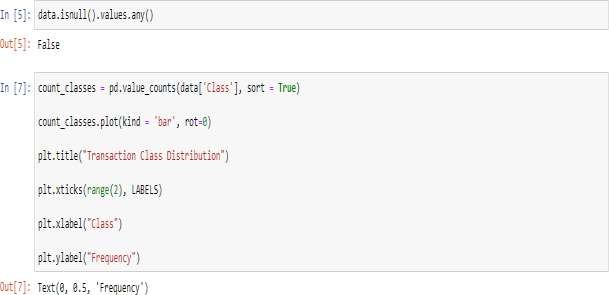 In [5]: data.isnull().values.any()
Out[5]: False
In [7]: count_classes = pd.value_counts(data['Class'], sort = True)
count_classes.plot(kind = 'bar', rot=0)
plt.title("Transaction Class Distribution")
plt.xticks(range(2), LABELS)
plt.xlabel("Class")
plt.ylabel("Frequency")
Out[7]: Text(0, 0.5, 'Frequency')